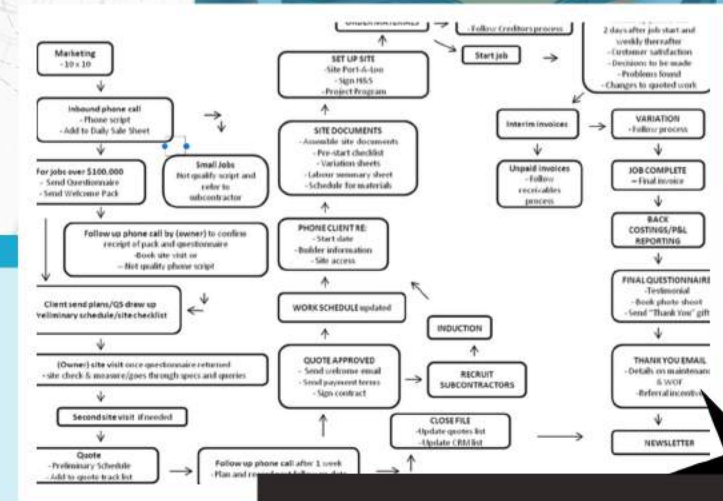 Marketing
- 10 x 10
Inbound phone call
- Phone script
- Add to Daily Sale Sheet
For jobs over $100,000
- Send Questionnaire
- Send Welcome Pack
Small Jobs
Not qualify script and
refer to
subcontractor
Follow up phone call by (owner) to confirm
receipt of pack and questionnaire
- Book site visit or
- Not quality phone script
Client send plans/QS draw up
Preliminary schedule/site checklist
(Owner) site visit once questionnaire returned
- site check & measure/goes through specs and queries
Second site visit if needed
Quote
- Preliminary Schedule
- Add to quote track list
Follow up phone call after 1 week
- Plan and
CLOSE FILE
- Update quotes list
- Update CRM list
QUOTE APPROVED
- Send welcome email
- Send payment terms
- Sign contract
RECRUIT
SUBCONTRACTORS
INDUCTION
WORK SCHEDULE updated
PHONE CLIENT RE:
- Start date
- Builder information
- Site access
SITE DOCUMENTS
- Assemble site documents
- Pre-start checklist
- Variation sheets
- Labour summary sheet
- Schedule for materials
SET UP SITE
- Site Port-A-Loo
- Sign H&S
- Project Program
ORDER MATERIALS
- Follow Creditors process
Start job
2 days after job start and
weekly thereafter
- Customer satisfaction
- Decisions to be made
- Problems found
- Changes to quoted work
Interim invoices
Unpaid invoices
- Follow
receivables
process
VARIATION
- Follow process
JOB COMPLETE
= Final invoice
BACK
COSTINGS/P&L
REPORTING
FINAL QUESTIONNAIRE
- Testimonial
- Book photo shoot
- Send "Thank You" gift
THANK YOU EMAIL
- Details on maintenanc
& WOF
- Referral incentive
NEWSLETTER